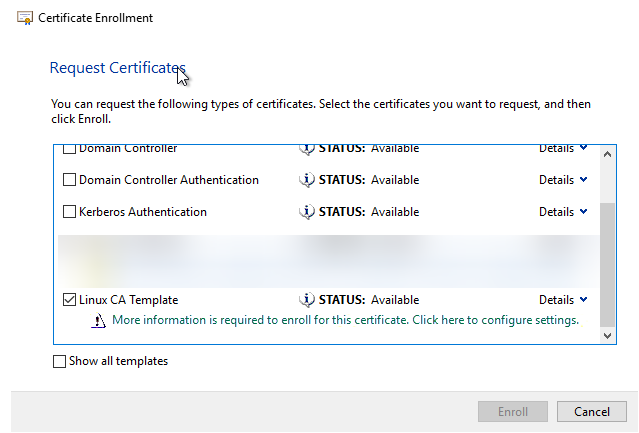 Certificate Enrollment
Request Certificates
You can request the following types of certificates. Select the certificates you want to request, and then
click Enroll.
Domain Controller STATUS: Available Details
Domain Controller Authentication STATUS: Available Details
Kerberos Authentication STATUS: Available Details
Linux CA Template STATUS: Available Details
More information is required to enroll for this certificate. Click here to configure settings.
Show all templates
Enroll Cancel